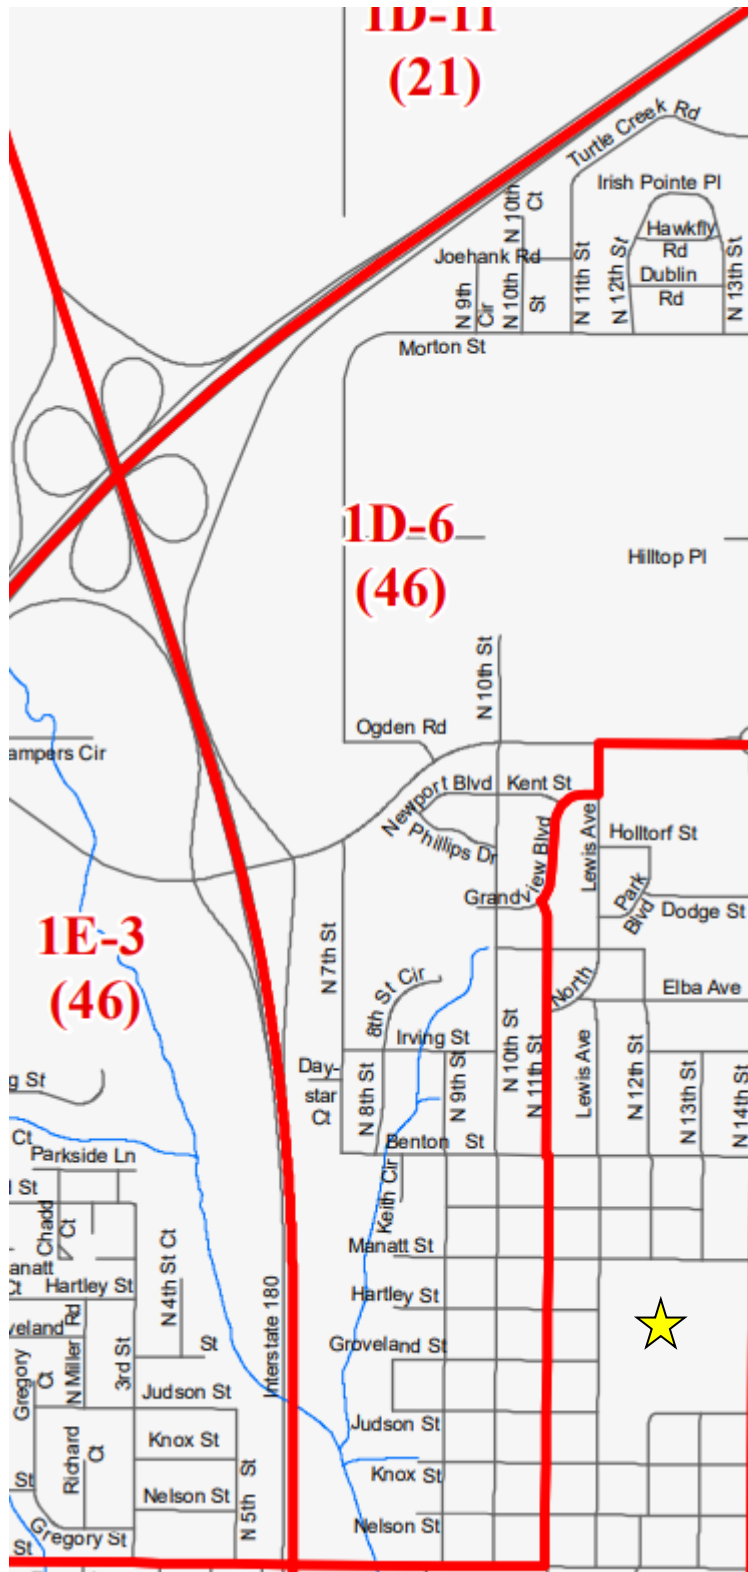 1D-11
(21)
Turtle Creek Rd
Irish Pointe Pl
N 10th
Ct
Hawkfly
Rd
Joehank Rd
N 11th St
N 12th St
N 13th St
Dublin
Rd
N 9th
Cir
N 10th
St
Morton St
1D-6
(46)
Hilltop Pl
N 10th St
Ogden Rd
ampers Cir
Newport Blvd
Kent St
Phillips Dr
Grandview Blvd
Lewis Ave
Holltorf St
Park
Blvd
Dodge St
1E-3
(46)
N 7th St
8th St Cir
North
Elba Ave
Irving St
N 10th St
N 11th St
Lewis Ave
N 12th St
N 13th St
N 14th St
Day-
star
Ct
N 8th St
N 9th St
g St
Ct
Benton St
Parkside Ln
l St
Chadd
Ct
Keith Cir
Manatt St
anatt
Ct
Hartley St
N 4th St Ct
Interstate 180
Hartley St
veland
N Miller Rd
3rd St
St
Groveland St
Gregory
Ct
Judson St
Judson St
Richard
Ct
Knox St
Knox St
St
Nelson St
N 5th St
Nelson St
Gregory St
St